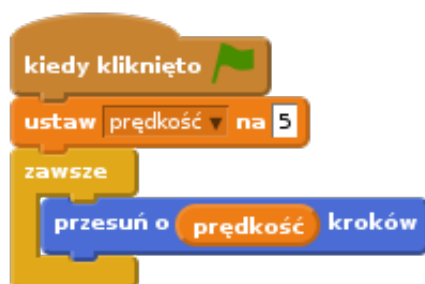 kiedy kliknięto
ustaw prędkość na 5
zawsze
przesuń o prędkość kroków